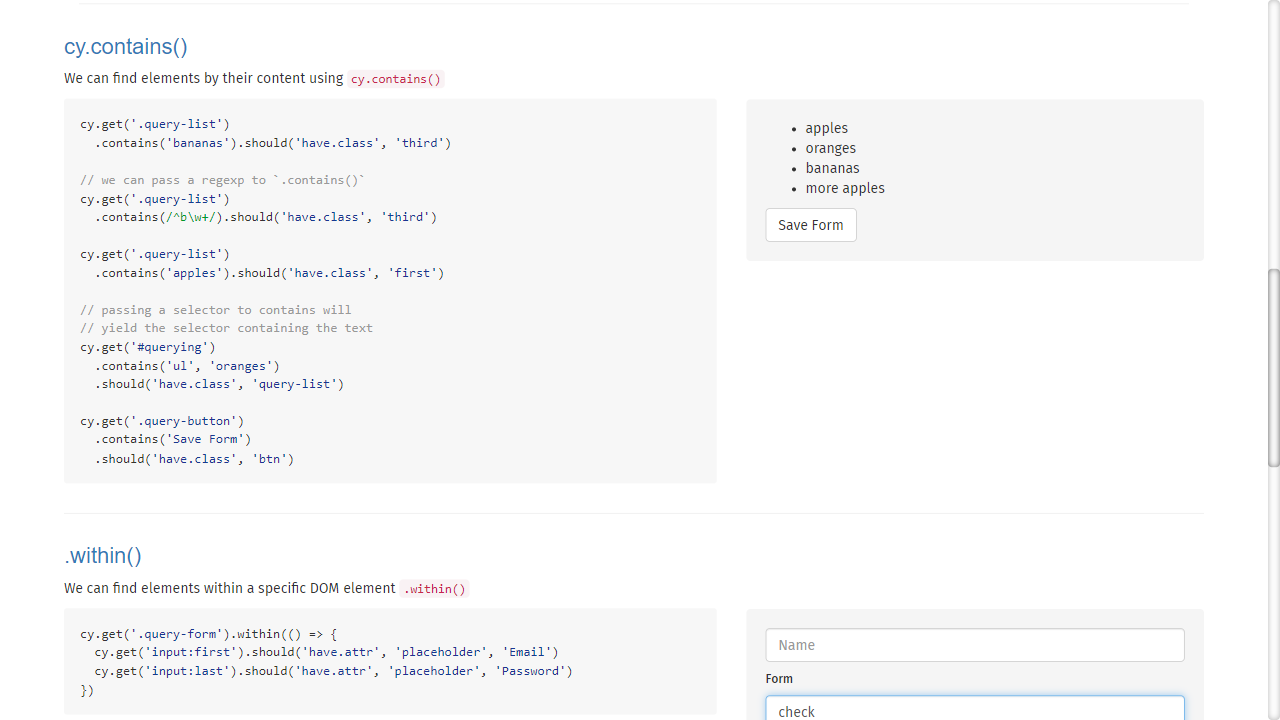 cy.contains()
We can find elements by their content using cy.contains()
cy.get('.query-list')
  .contains('bananas').should('have.class', 'third')
// we can pass a regexp to `.contains()`
cy.get('.query-list')
  .contains(/^b\w+/).should('have.class', 'third')
cy.get('.query-list')
  .contains('apples').should('have.class', 'first')
// passing a selector to contains will
// yield the selector containing the text
cy.get('#querying')
  .contains('ul', 'oranges')
  .should('have.class', 'query-list')
cy.get('.query-button')
  .contains('Save Form')
  .should('have.class', 'btn')
• apples
• oranges
• bananas
• more apples
Save Form
.within()
We can find elements within a specific DOM element .within()
cy.get('.query-form').within(() => {
  cy.get('input:first').should('have.attr', 'placeholder', 'Email')
  cy.get('input:last').should('have.attr', 'placeholder', 'Password')
})
Name
Form
check